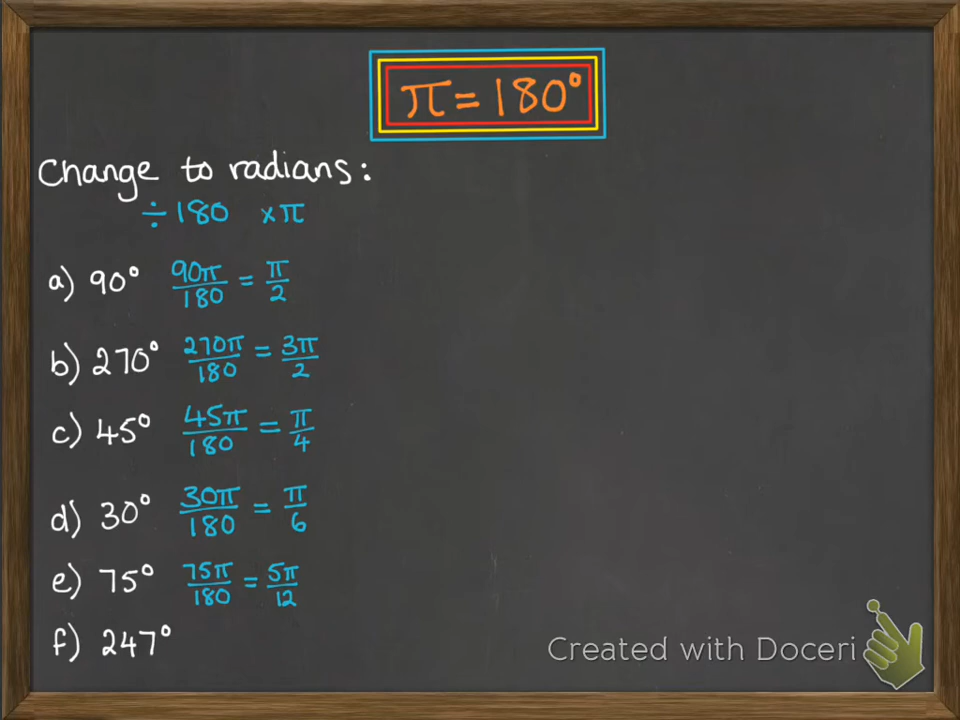 π = 180°
Change to radians:
÷ 180 × π
a) 90° 90π/180 = π/2
b) 270° 270π/180 = 3π/2
c) 45° 45π/180 = π/4
d) 30° 30π/180 = π/6
e) 75° 75π/180 = 5π/12
f) 247°
Created with Doceri